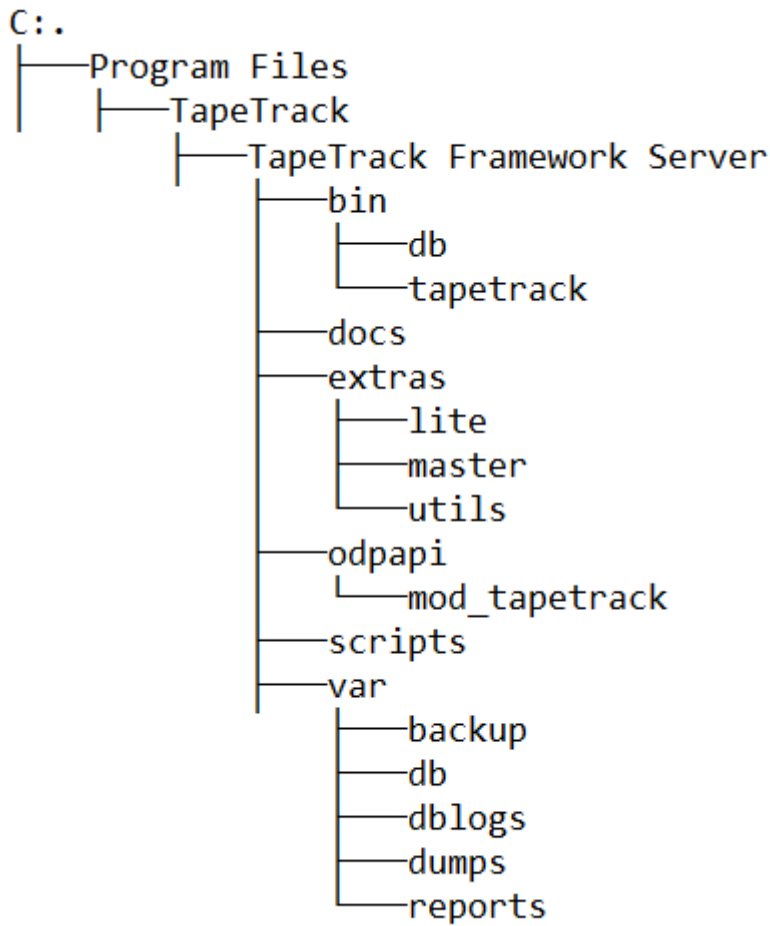 C:.
Program Files
TapeTrack
TapeTrack Framework Server
bin
db
tapetrack
docs
extras
lite
master
utils
odpapi
mod_tapetrack
scripts
var
backup
db
dblogs
dumps
reports